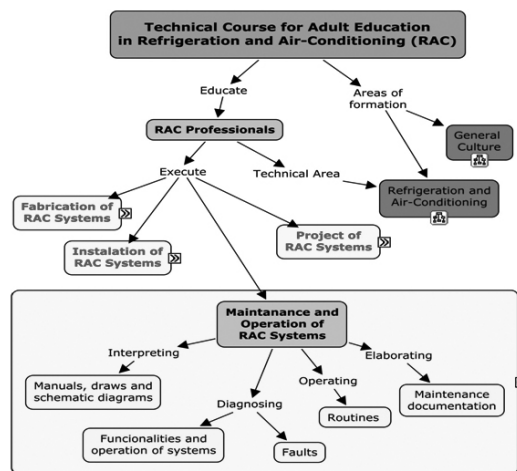 Technical Course for Adult Education
in Refrigeration and Air-Conditioning (RAC)
Educate
Areas of
formation
RAC Professionals
General
Culture
Execute
Technical Area
Refrigeration and
Air-Conditioning
Fabrication of
RAC Systems
Instalation of
RAC Systems
Project of
RAC Systems
Maintanance and
Operation of
RAC Systems
Interpreting
Elaborating
Manuals, draws and
schematic diagrams
Operating
Maintenance
documentation
Diagnosing
Routines
Funcionalities and
operation of systems
Faults